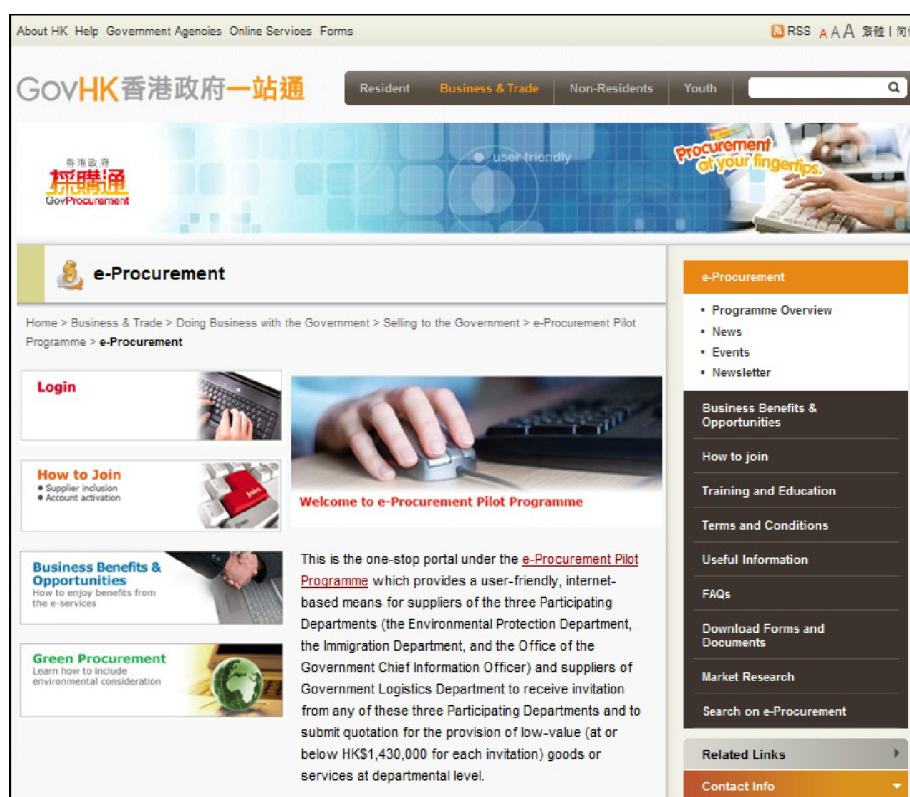 About HK Help Government Agencies Online Services Forms
RSS A A A 繁體 | 简
GovHK香港政府一站通
Resident Business & Trade Non-Residents Youth
香港政府
採購通
GovProcurement
user friendly
Procurement
at your fingertips.
e-Procurement
Home > Business & Trade > Doing Business with the Government > Selling to the Government > e-Procurement Pilot
Programme > e-Procurement
Login
How to Join
• Supplier inclusion
• Account activation
Business Benefits &
Opportunities
How to enjoy benefits from
the e-services
Green Procurement
Learn how to include
environmental consideration
Welcome to e-Procurement Pilot Programme
This is the one-stop portal under the e-Procurement Pilot
Programme which provides a user-friendly, internet-
based means for suppliers of the three Participating
Departments (the Environmental Protection Department,
the Immigration Department, and the Office of the
Government Chief Information Officer) and suppliers of
Government Logistics Department to receive invitation
from any of these three Participating Departments and to
submit quotation for the provision of low-value (at or
below HK$1,430,000 for each invitation) goods or
services at departmental level.
e-Procurement
• Programme Overview
• News
• Events
• Newsletter
Business Benefits &
Opportunities
How to join
Training and Education
Terms and Conditions
Useful Information
FAQs
Download Forms and
Documents
Market Research
Search on e-Procurement
Related Links
Contact Info